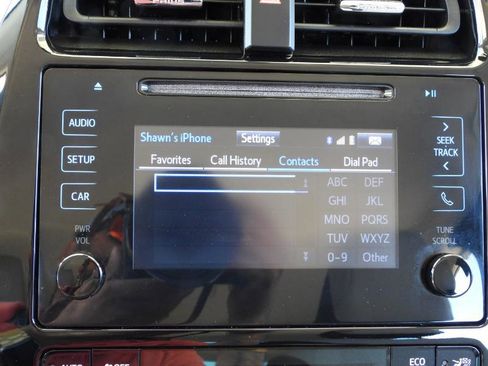 AUDIO
SETUP
CAR
PWR
VOL
Shawn's iPhone Settings
Favorites Call History Contacts Dial Pad
ABC DEF
GHI JKL
MNO PQRS
TUV WXYZ
0-9 Other
SEEK
TRACK
TUNE
SCROLL
AUTO
ECO